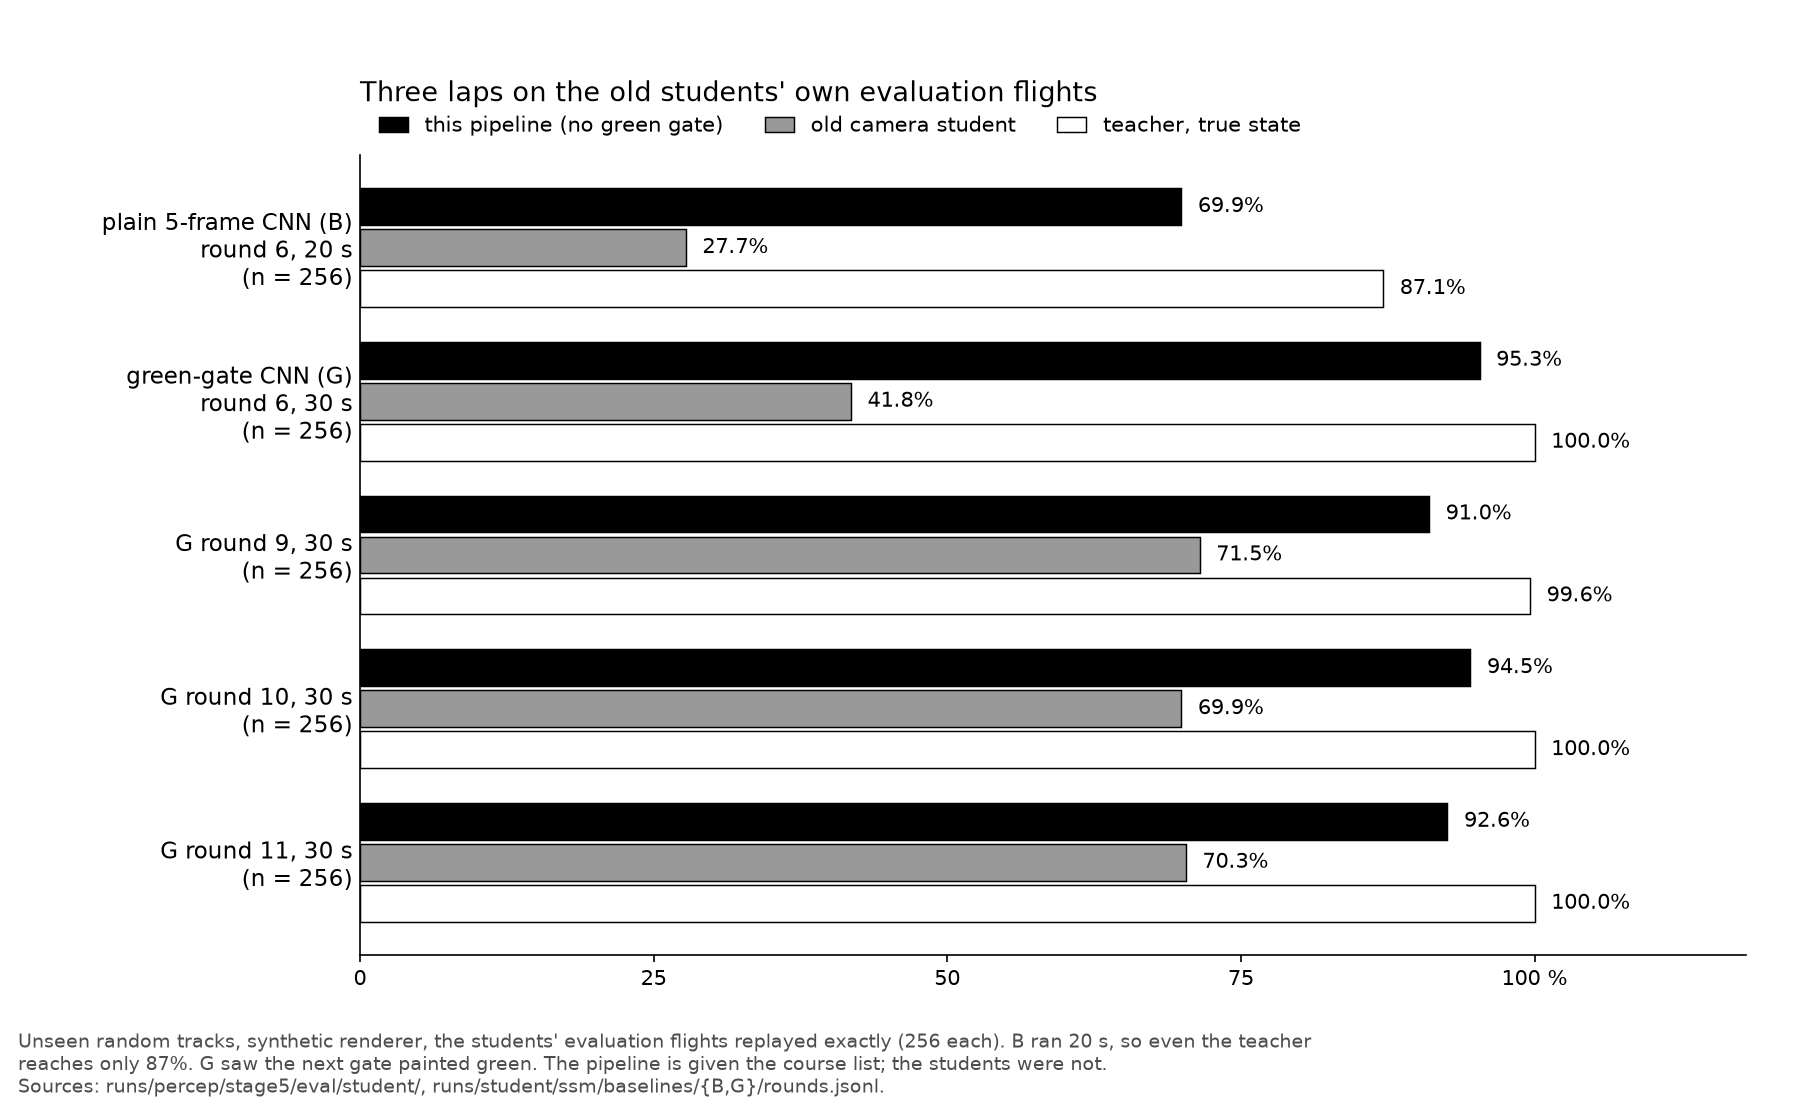 Three laps on the old students' own evaluation flights
this pipeline (no green gate)
old camera student
teacher, true state
plain 5-frame CNN (B)
round 6, 20 s
(n = 256)
69.9%
27.7%
87.1%
green-gate CNN (G)
round 6, 30 s
(n = 256)
95.3%
41.8%
100.0%
G round 9, 30 s
(n = 256)
91.0%
71.5%
99.6%
G round 10, 30 s
(n = 256)
94.5%
69.9%
100.0%
G round 11, 30 s
(n = 256)
92.6%
70.3%
100.0%
0
25
50
75
100 %
Unseen random tracks, synthetic renderer, the students' evaluation flights replayed exactly (256 each). B ran 20 s, so even the teacher
reaches only 87%. G saw the next gate painted green. The pipeline is given the course list; the students were not.
Sources: runs/percep/stage5/eval/student/, runs/student/ssm/baselines/{B,G}/rounds.jsonl.